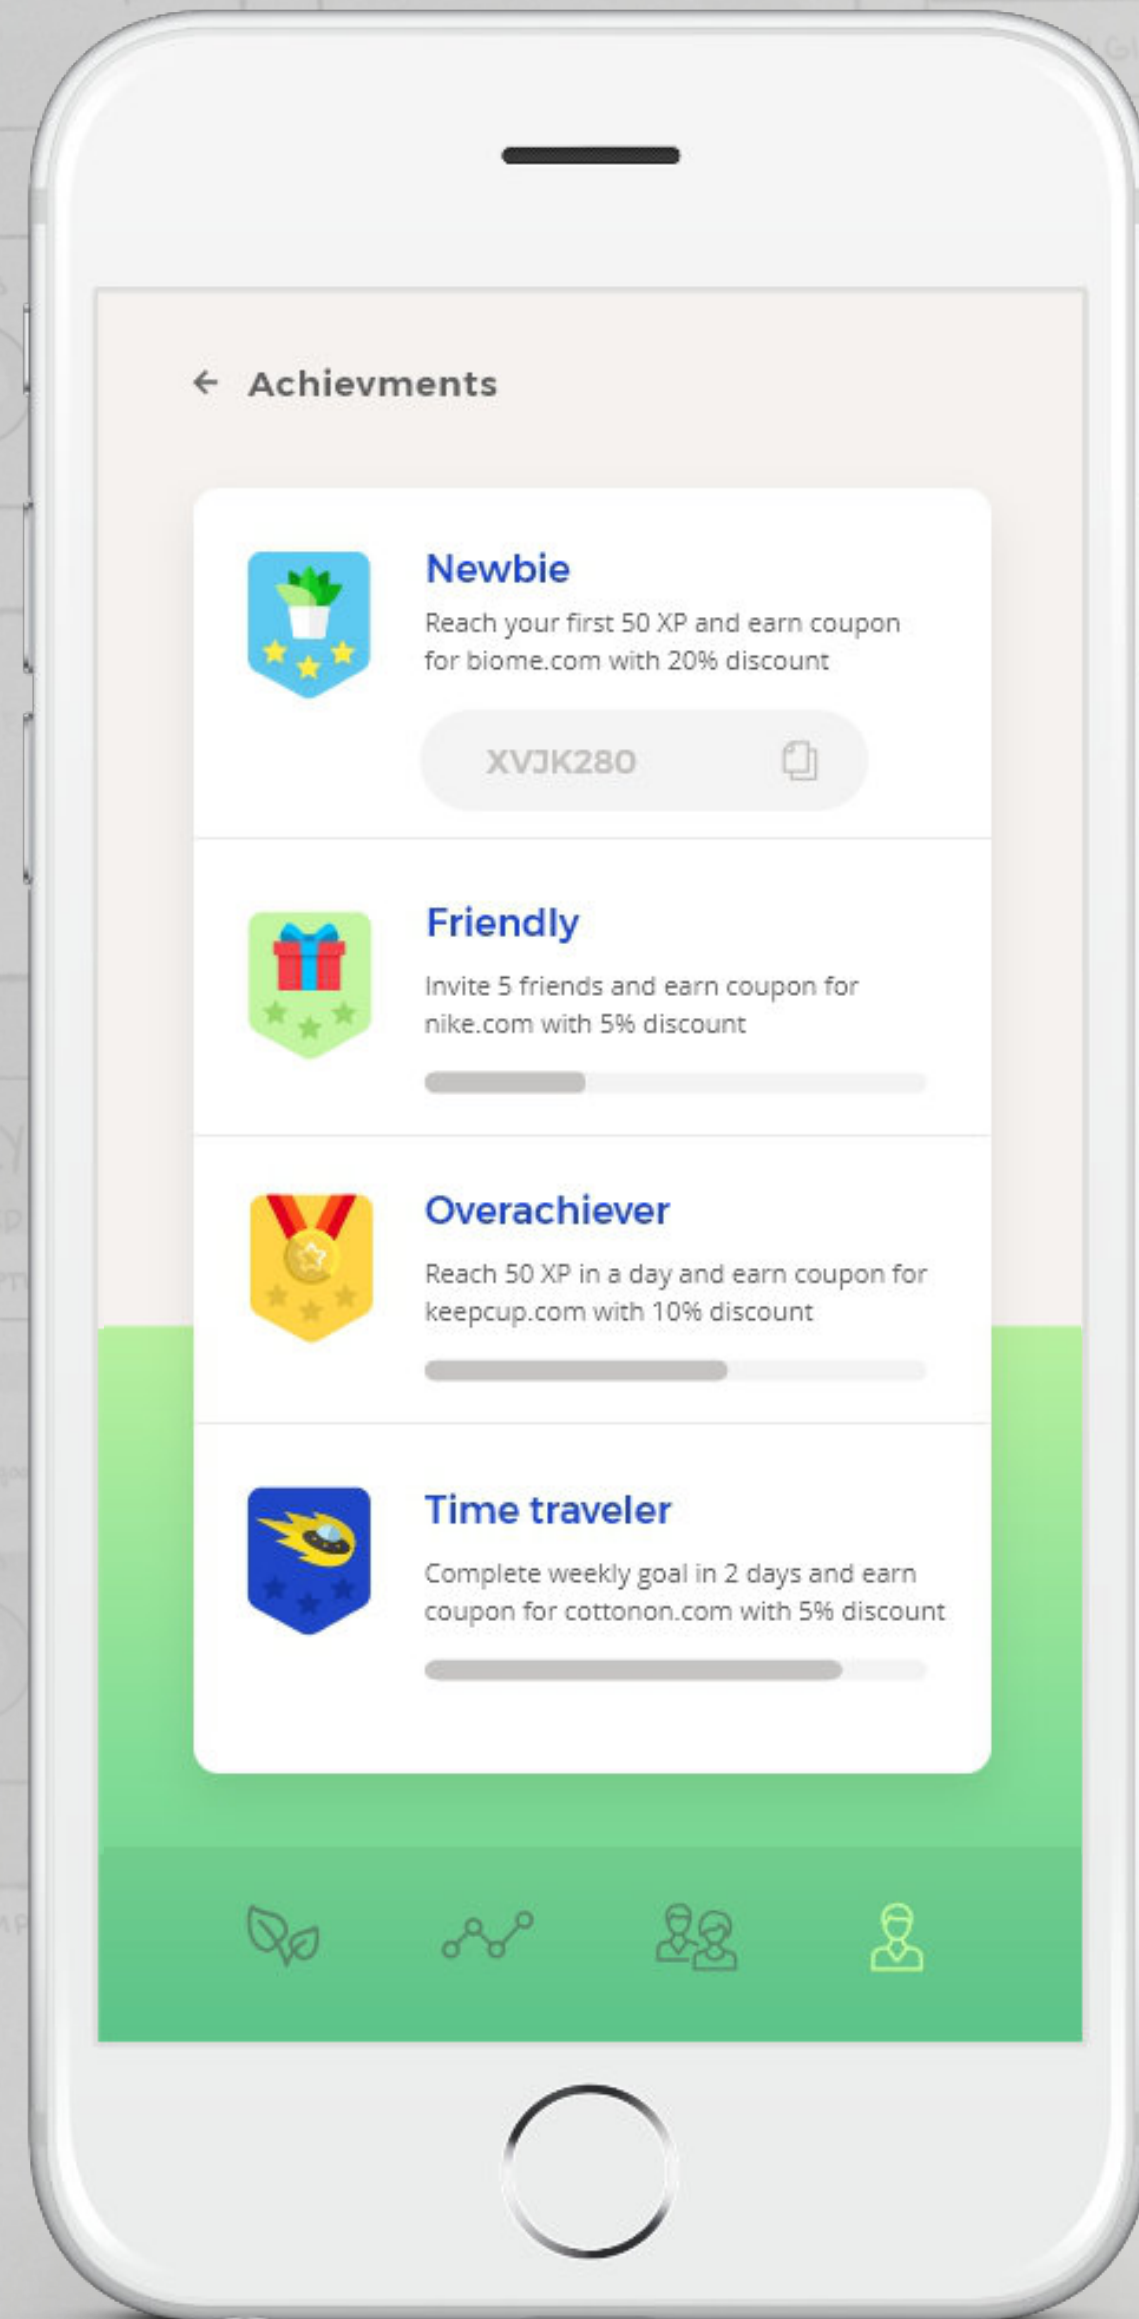 Achievments
Newbie
Reach your first 50 XP and earn coupon
for biome.com with 20% discount
XVJK280
Friendly
Invite 5 friends and earn coupon for
nike.com with 5% discount
Overachiever
Reach 50 XP in a day and earn coupon for
keepcup.com with 10% discount
Time traveler
Complete weekly goal in 2 days and earn
coupon for cottonon.com with 5% discount